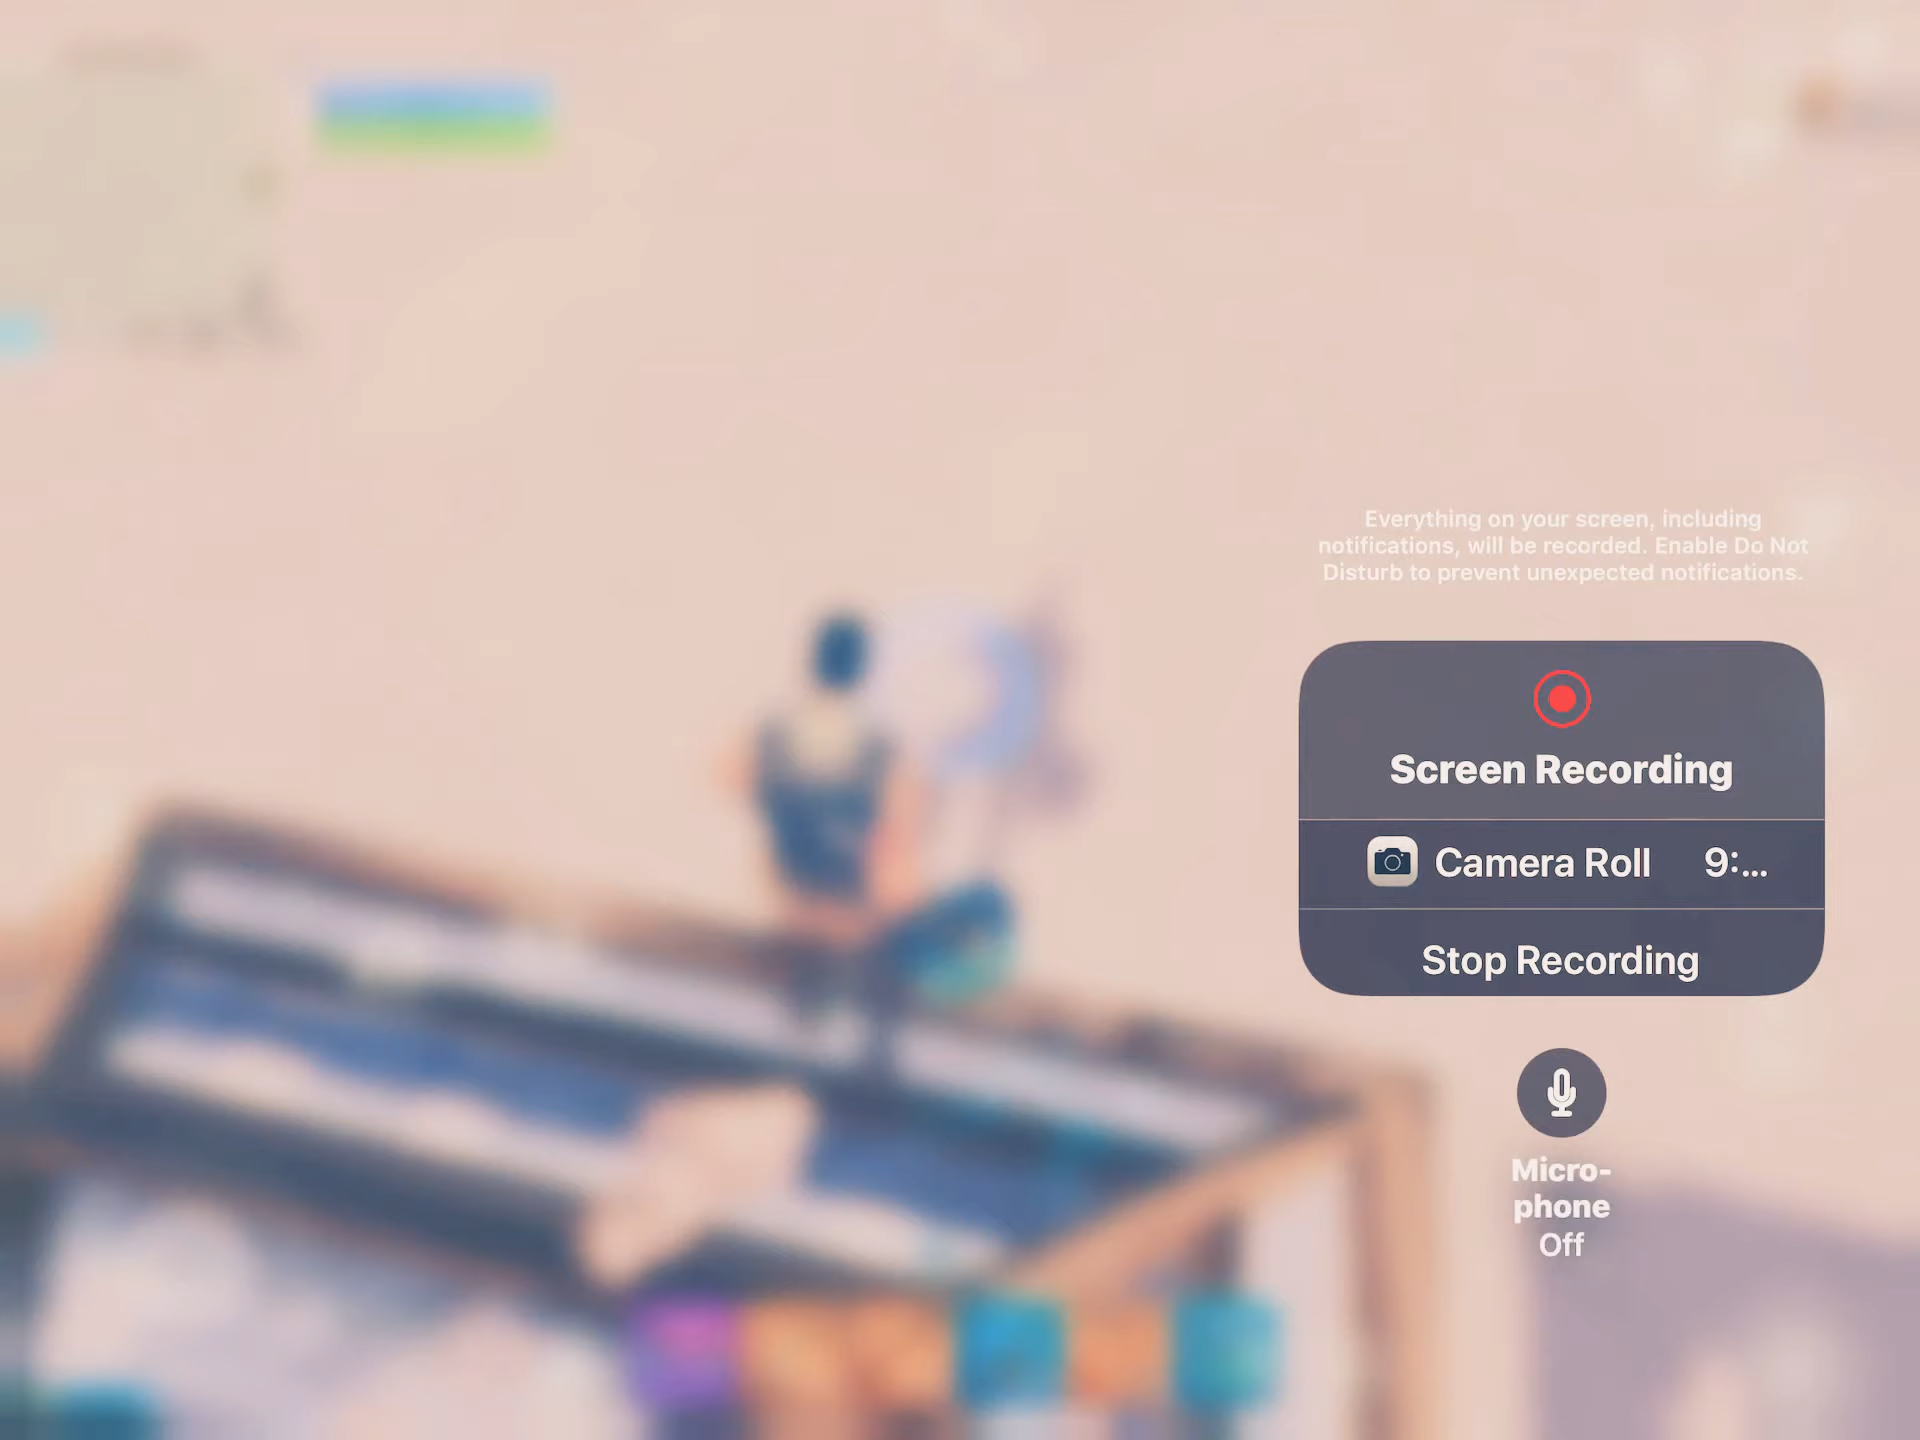 Everything on your screen, including
notifications, will be recorded. Enable Do Not
Disturb to prevent unexpected notifications.
Screen Recording
Camera Roll 9:...
Stop Recording
Micro-
phone
Off